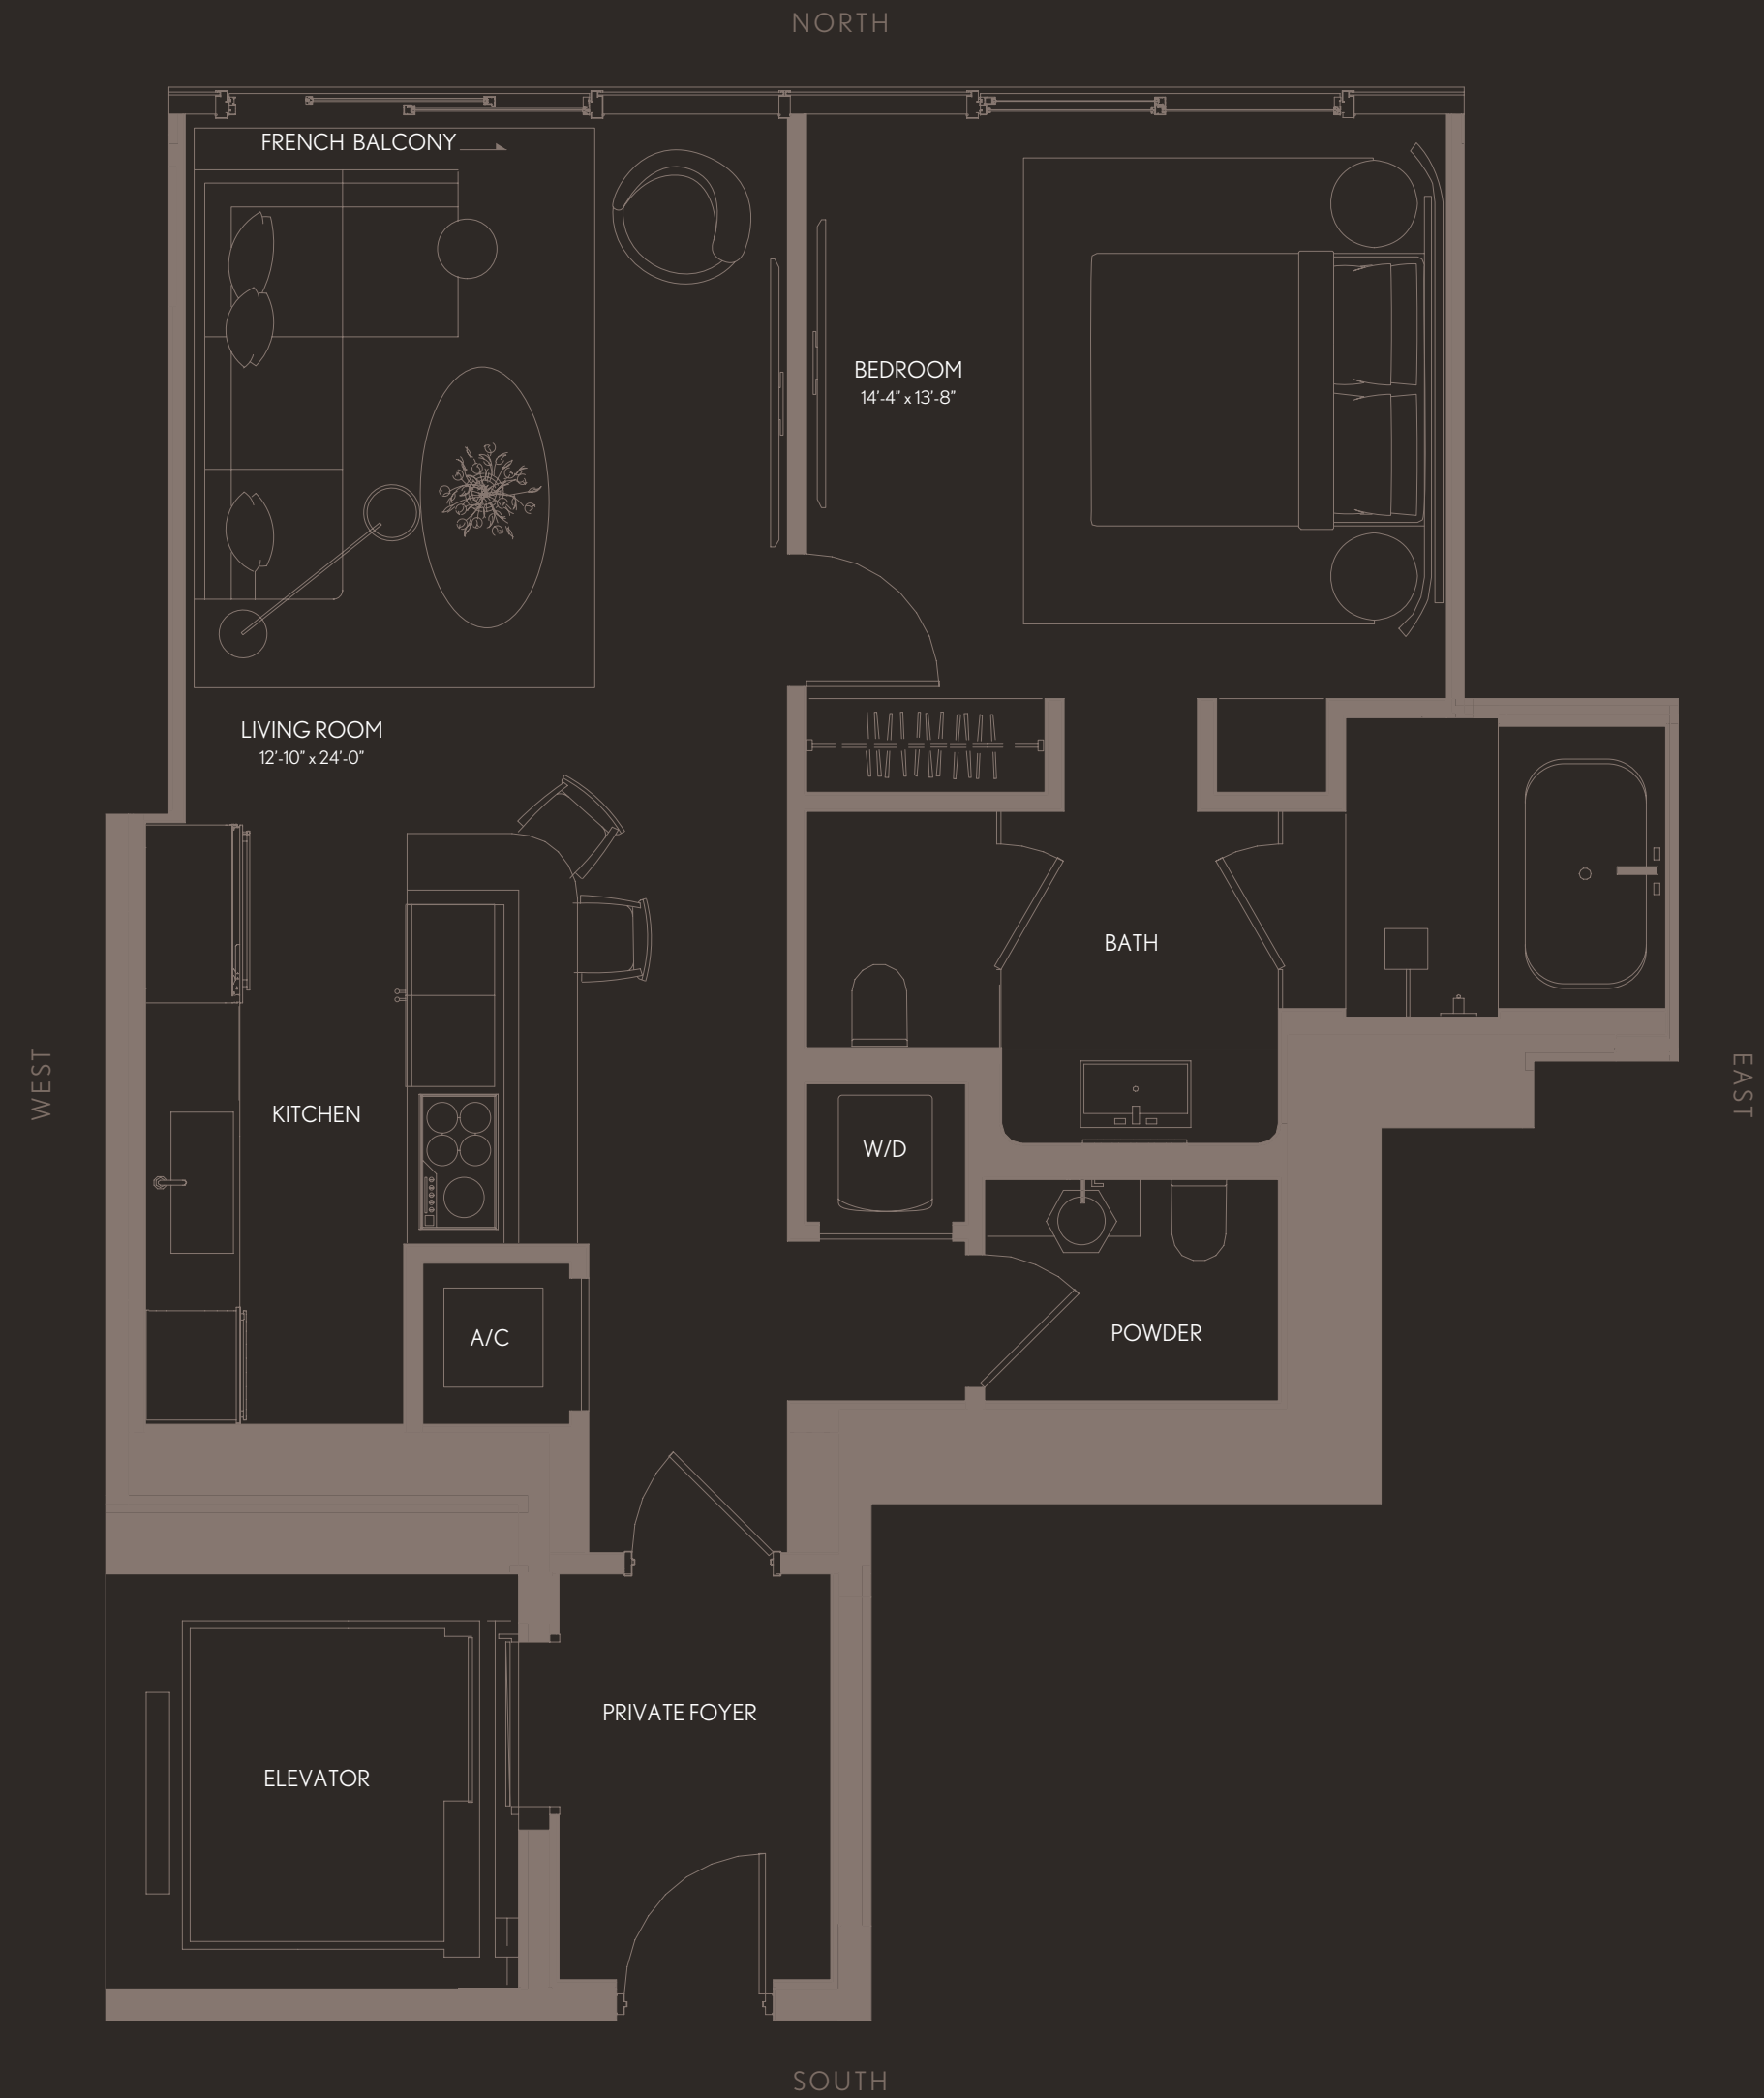 NORTH
FRENCH BALCONY
BEDROOM
14'-4" x 13'-8"
LIVING ROOM
12'-10" x 24'-0"
BATH
WEST
EAST
KITCHEN
W/D
A/C
POWDER
PRIVATE FOYER
ELEVATOR
SOUTH